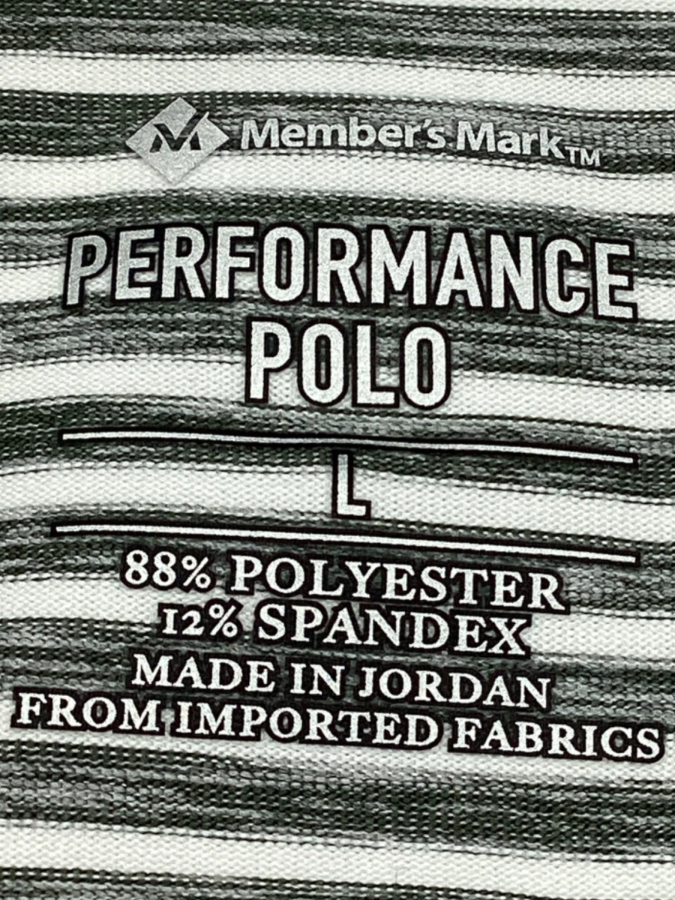 Member's Mark™
PERFORMANCE
POLO
L
88% POLYESTER
12% SPANDEX
MADE IN JORDAN
FROM IMPORTED FABRICS